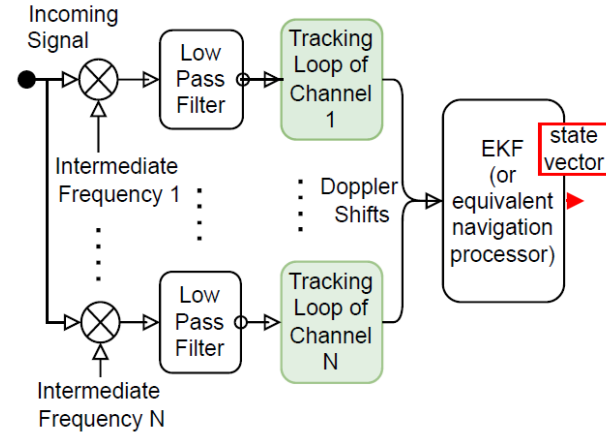 Incoming
Signal
Low
Pass
Filter
Tracking
Loop of
Channel
1
Intermediate
Frequency 1
Doppler
Shifts
EKF
(or
equivalent
navigation
processor)
state
vector
Low
Pass
Filter
Tracking
Loop of
Channel
N
Intermediate
Frequency N